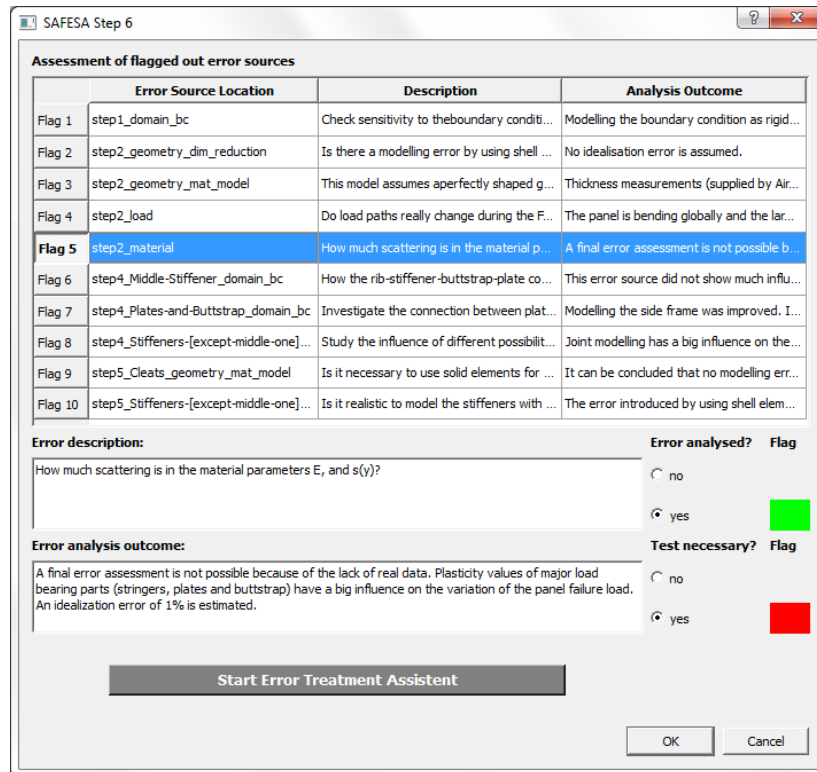 SAFESA Step 6
Assessment of flagged out error sources
Error Source Location Description Analysis Outcome
Flag 1 step1_domain_bc Check sensitivity to theboundary conditi... Modelling the boundary condition as rigid...
Flag 2 step2_geometry_dim_reduction Is there a modelling error by using shell ... No idealisation error is assumed.
Flag 3 step2_geometry_mat_model This model assumes aperfectly shaped g... Thickness measurements (supplied by Air...
Flag 4 step2_load Do load paths really change during the F... The panel is bending globally and the lar...
Flag 5 step2_material How much scattering is in the material p... A final error assessment is not possible b...
Flag 6 step4_Middle-Stiffener_domain_bc How the rib-stiffener-buttstrap-plate co... This error source did not show much influ...
Flag 7 step4_Plates-and-Buttstrap_domain_bc Investigate the connection between plat... Modelling the side frame was improved. I...
Flag 8 step4_Stiffeners-[except-middle-one]... Study the influence of different possibilit... Joint modelling has a big influence on the...
Flag 9 step5_Cleats_geometry_mat_model Is it necessary to use solid elements for ... It can be concluded that no modelling err...
Flag 10 step5_Stiffeners-[except-middle-one]... Is it realistic to model the stiffeners with ... The error introduced by using shell elem...
Error description: Error analysed? Flag
How much scattering is in the material parameters E, and s(y)?
no
yes
Error analysis outcome: Test necessary? Flag
A final error assessment is not possible because of the lack of real data. Plasticity values of major load
bearing parts (stringers, plates and buttstrap) have a big influence on the variation of the panel failure load.
An idealization error of 1% is estimated.
no
yes
Start Error Treatment Assistent
OK Cancel